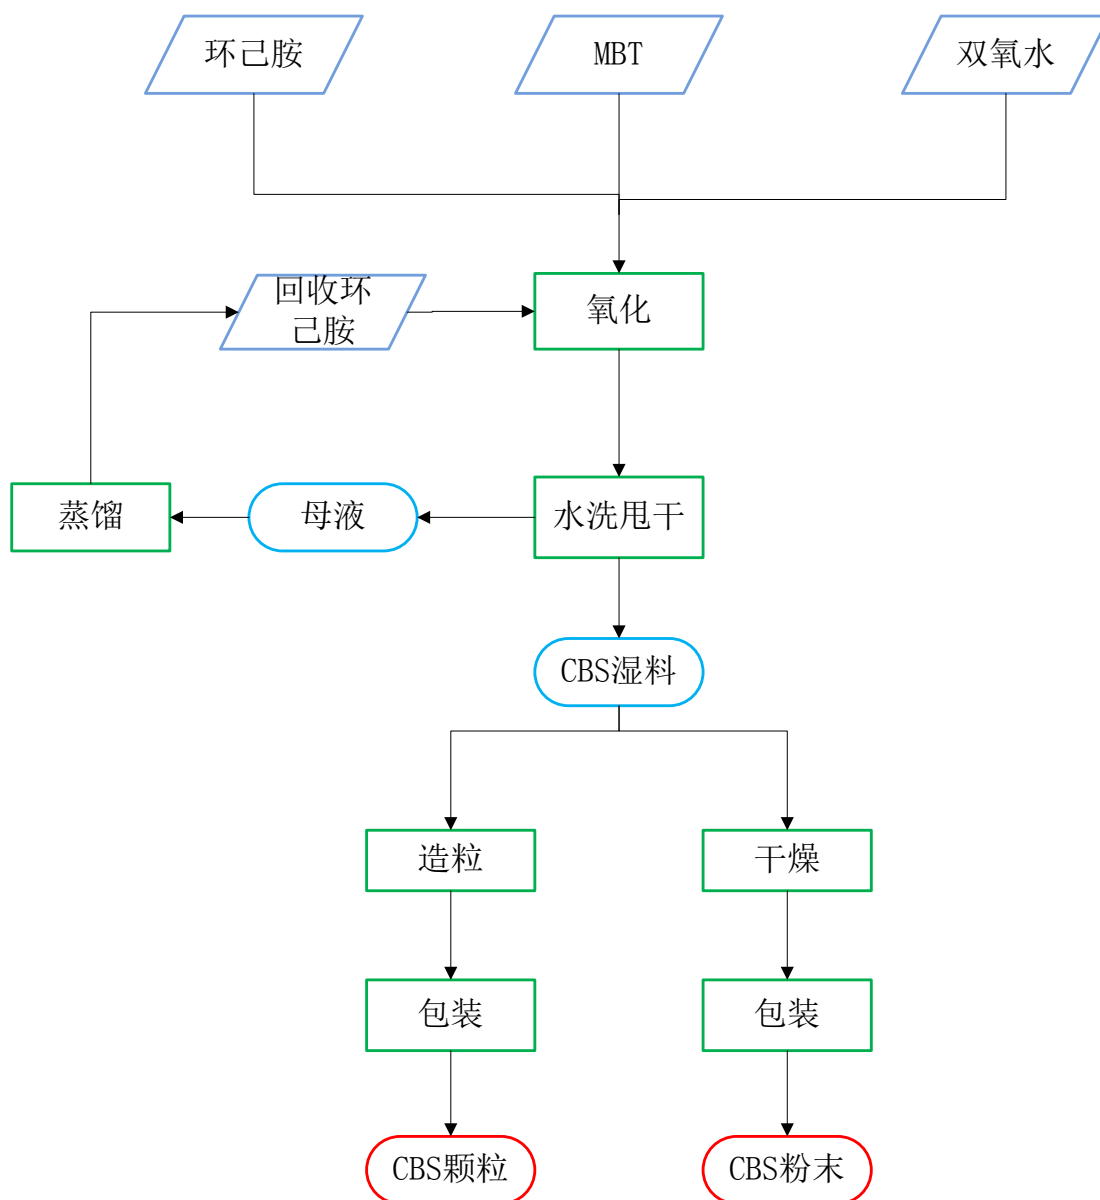 环己胺
MBT
双氧水
回收环
己胺
氧化
蒸馏
母液
水洗甩干
CBS湿料
造粒
干燥
包装
包装
CBS颗粒
CBS粉末